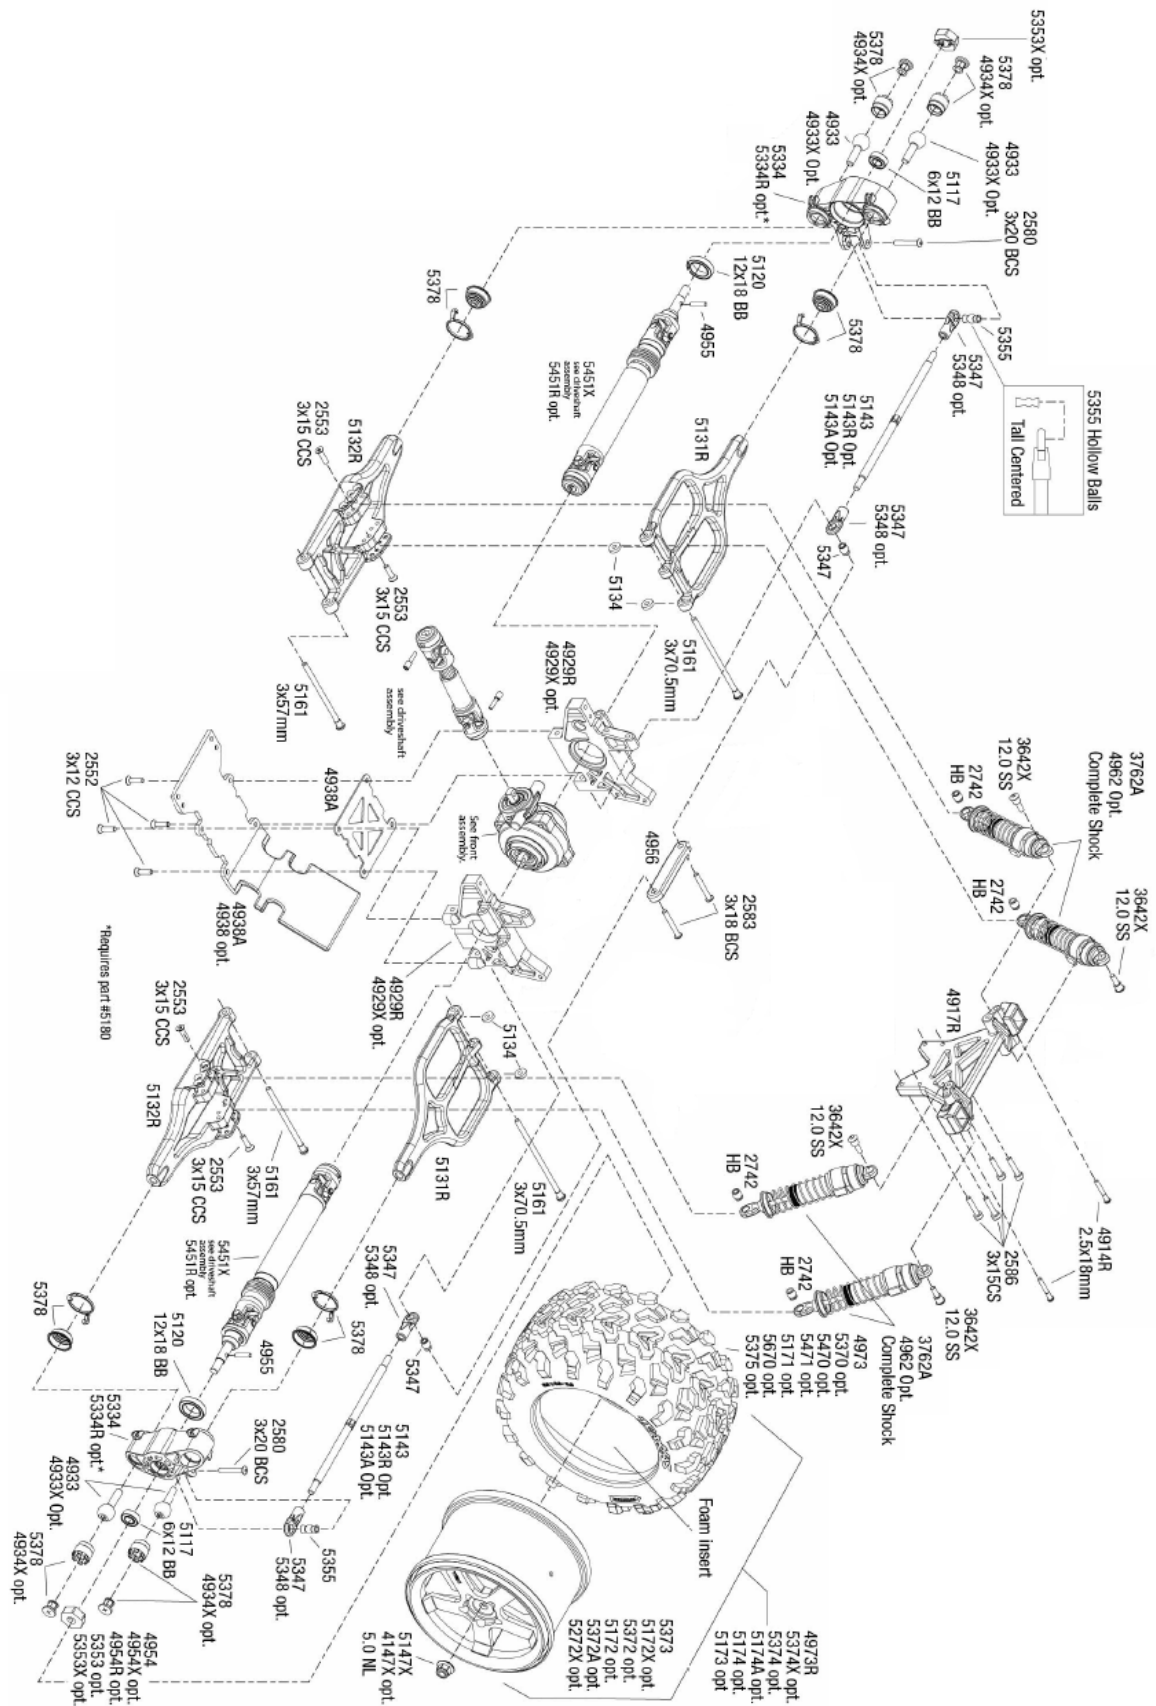 5353X opt.
5378
4934X opt.
5378
4934X opt.
4933
4933X Opt.
4933
4933X Opt.
5117
6x12 BB
5334
5334R opt.*
2580
3x20 BCS
5120
12x18 BB
5378
4955
5378
5355
5347
5348 opt.
5355 Hollow Balls
Tall Centered
5143
5143R Opt.
5143A Opt.
5451X
see driveshaft
assembly
5451R opt.
5131R
5132R
2553
3x15 CCS
5347
5348 opt.
5347
5134
2553
3x15 CCS
5161
3x70.5mm
4929R
4929X opt.
5161
3x57mm
see driveshaft
assembly
2552
3x12 CCS
4938A
See front
assembly.
4956
2583
3x18 BCS
4938A
4938 opt.
*Requires part #5180
3642X
12.0 SS
2742
HB
3762A
4962 Opt.
Complete Shock
2742
HB
3642X
12.0 SS
4917R
4929R
4929X opt.
5134
2553
3x15 CCS
5132R
2553
3x15 CCS
5161
3x57mm
5131R
5161
3x70.5mm
3642X
12.0 SS
2742
HB
2742
HB
2586
3x15CS
4914R
2.5x18mm
3642X
12.0 SS
3762A
4962 Opt.
Complete Shock
5451X
see driveshaft
assembly
5451R opt.
5378
5120
12x18 BB
4955
5378
5347
5348 opt.
5347
4973
5370 opt.
5470 opt.
5471 opt.
5171 opt.
5670 opt.
5375 opt.
5334
5334R opt.*
2580
3x20 BCS
5143
5143R Opt.
5143A Opt.
Foam insert
4933
4933X Opt.
5117
6x12 BB
5378
4934X opt.
5378
4934X opt.
5355
5347
5348 opt.
4954
4954X opt.
4954R opt.
5353 opt.
5353X opt.
5147X
4147X opt.
5.0 NL
5373
5172X opt.
5372 opt.
5172 opt.
5372A opt.
5272X opt.
4973R
5374X opt.
5374 opt.
5174A opt.
5174 opt.
5173 opt.